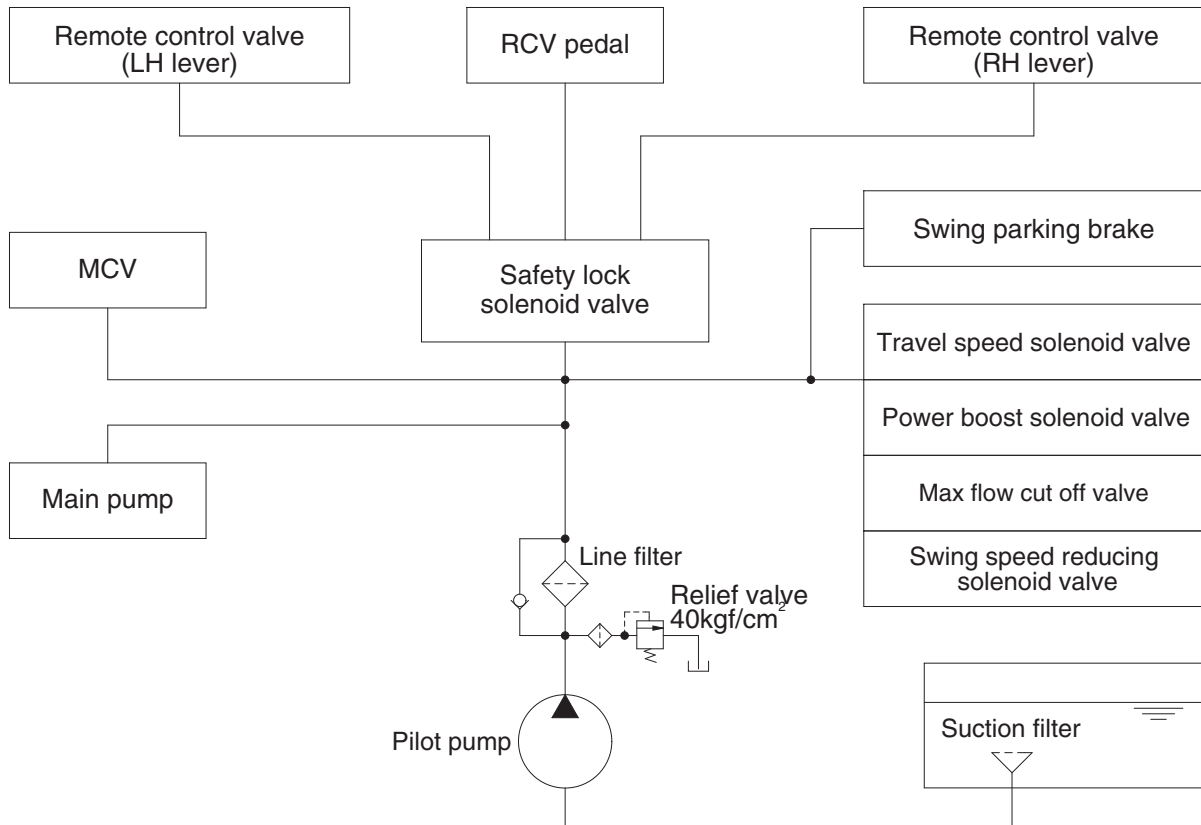 Remote control valve
(LH lever)
RCV pedal
Remote control valve
(RH lever)
Swing parking brake
MCV
Safety lock
solenoid valve
Travel speed solenoid valve
Power boost solenoid valve
Main pump
Max flow cut off valve
Line filter
Swing speed reducing
solenoid valve
Relief valve
40kgf/cm²
Pilot pump
Suction filter